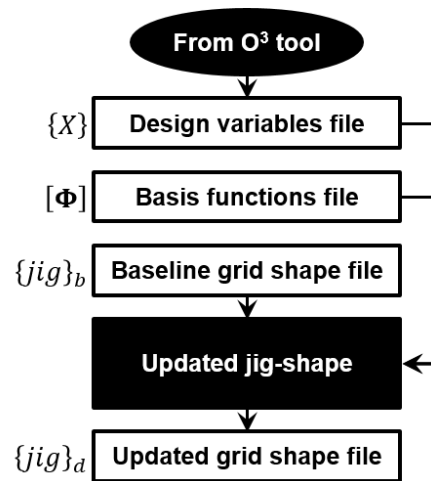 From O³ tool
{X} Design variables file
[Φ] Basis functions file
{jig}_b Baseline grid shape file
Updated jig-shape
{jig}_d Updated grid shape file